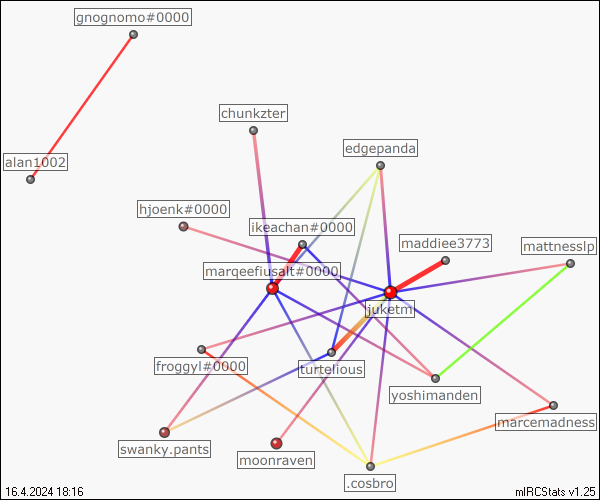 gnognomo#0000
chunkzter
edgepanda
alan1002
hjoenk#0000
ikeachan#0000
maddiee3773
mattnesslp
marqeefiusalt#0000
juketm
froggyl#0000
turtelious
yoshimanden
marcemadness
swanky.pants
moonraven
.cosbro
16.4.2024 18:16
mIRCStats v1.25